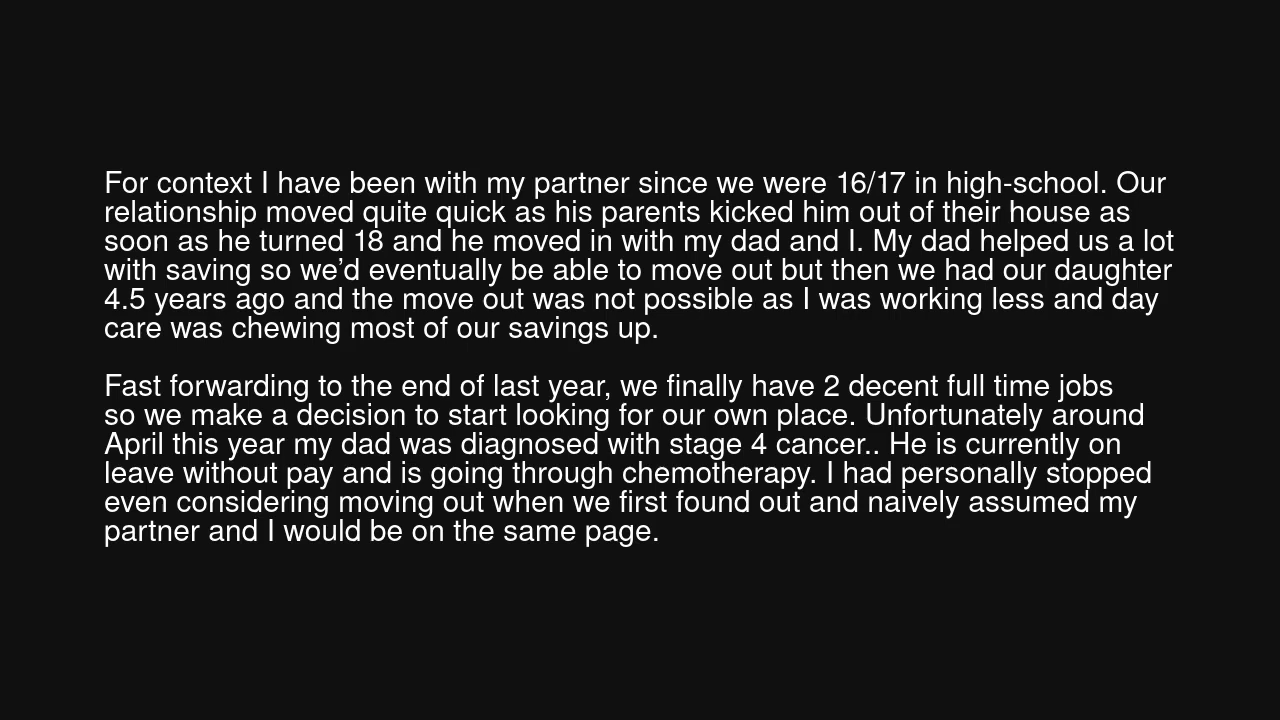 For context I have been with my partner since we were 16/17 in high-school. Our
relationship moved quite quick as his parents kicked him out of their house as
soon as he turned 18 and he moved in with my dad and I. My dad helped us a lot
with saving so we’d eventually be able to move out but then we had our daughter
4.5 years ago and the move out was not possible as I was working less and day
care was chewing most of our savings up.

Fast forwarding to the end of last year, we finally have 2 decent full time jobs
so we make a decision to start looking for our own place. Unfortunately around
April this year my dad was diagnosed with stage 4 cancer.. He is currently on
leave without pay and is going through chemotherapy. I had personally stopped
even considering moving out when we first found out and naively assumed my
partner and I would be on the same page.